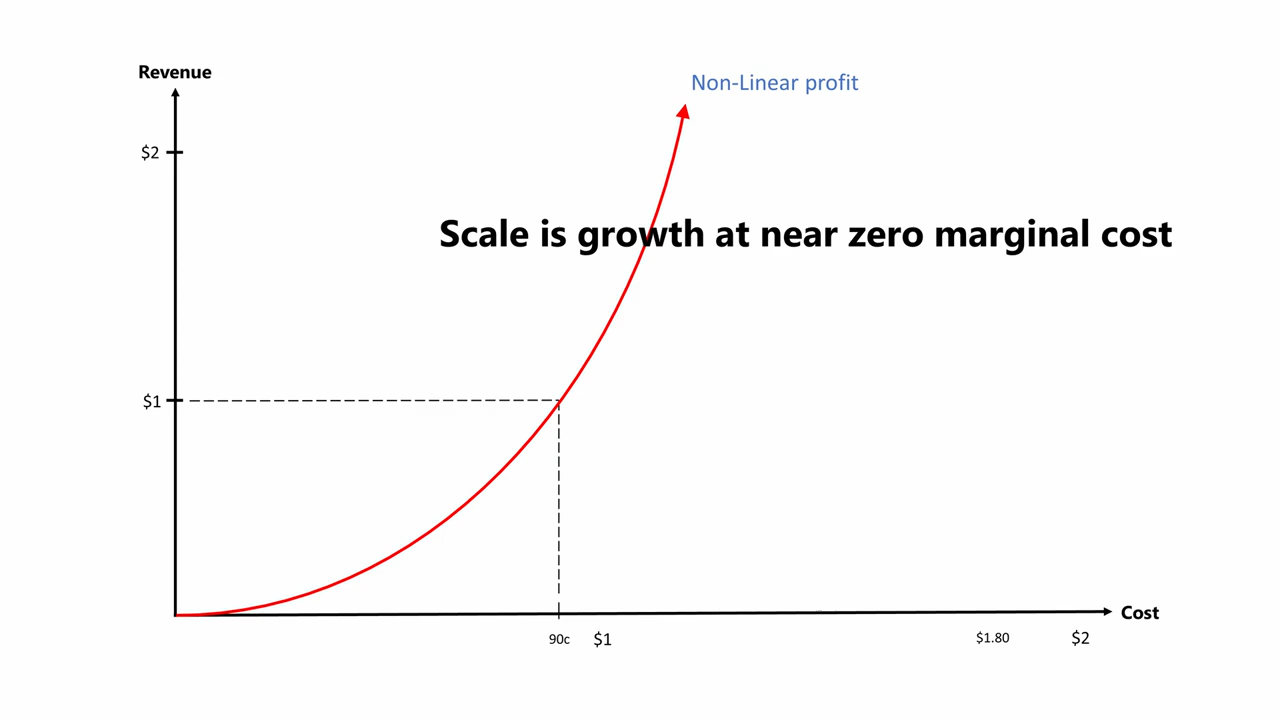 Revenue
Non-Linear profit
$2
Scale is growth at near zero marginal cost
$1
Cost
90c
$1
$1.80
$2